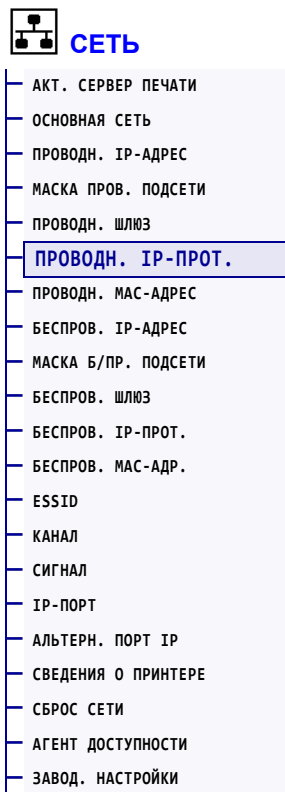 СЕТЬ
АКТ. СЕРВЕР ПЕЧАТИ
ОСНОВНАЯ СЕТЬ
ПРОВОДН. IP-АДРЕС
МАСКА ПРОВ. ПОДСЕТИ
ПРОВОДН. ШЛЮЗ
ПРОВОДН. IP-ПРОТ.
ПРОВОДН. MAC-АДРЕС
БЕСПРОВ. IP-АДРЕС
МАСКА Б/ПР. ПОДСЕТИ
БЕСПРОВ. ШЛЮЗ
БЕСПРОВ. IP-ПРОТ.
БЕСПРОВ. MAC-АДР.
ESSID
КАНАЛ
СИГНАЛ
IP-ПОРТ
АЛЬТЕРН. ПОРТ IP
СВЕДЕНИЯ О ПРИНТЕРЕ
СБРОС СЕТИ
АГЕНТ ДОСТУПНОСТИ
ЗАВОД. НАСТРОЙКИ